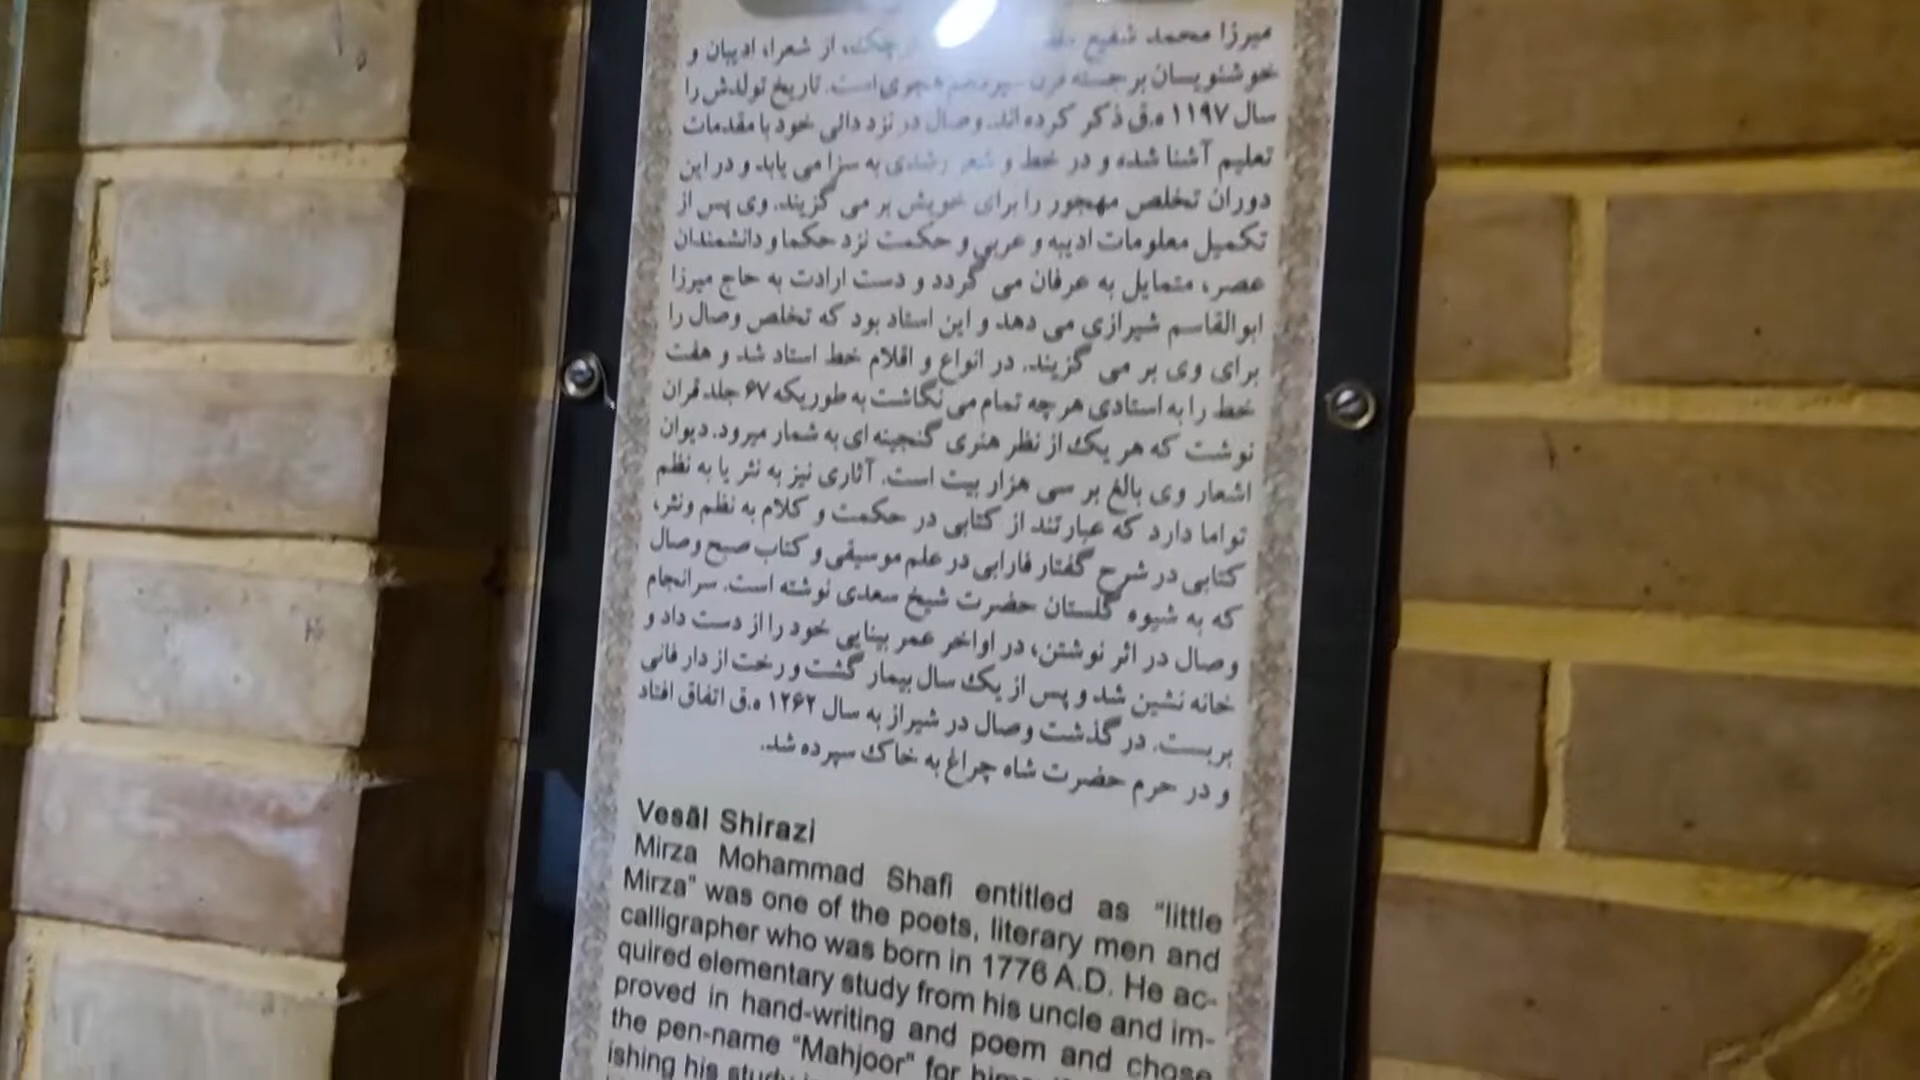 میرزا محمد شفیع از شعرا، ادیبان و
خوشنویسان برجسته قرن سیزدهم هجری است. تاریخ تولدش را
سال ۱۱۹۷ ه.ق ذکر کرده اند. وصال در نزد دائی خود با مقدمات
تعلیم آشنا شده و در خط و شعر رشدی به سزا می یابد و در این
دوران تخلص مهجور را برای خویش بر می گزیند. وی پس از
تکمیل معلومات ادیبه و عربی و حکمت نزد حکما و دانشمندان
عصر، متمایل به عرفان می گردد و دست ارادت به حاج میرزا
ابوالقاسم شیرازی می دهد و این استاد بود که تخلص وصال را
برای وی بر می گزیند. در انواع و اقلام خط استاد شد و هفت
خط را به استادی هر چه تمام می نگاشت به طوریکه ۶۷ جلد قران
نوشت که هر یک از نظر هنری گنجینه ای به شمار میرود. دیوان
اشعار وی بالغ بر سی هزار بیت است. آثاری نیز به نثر یا به نظم
تواما دارد که عبارتند از کتابی در حکمت و کلام به نظم ونثر،
کتابی در شرح گفتار فارابی در علم موسیقی و کتاب صبح وصال
که به شیوه گلستان حضرت شیخ سعدی نوشته است. سرانجام
وصال در اثر نوشتن، در اواخر عمر بینایی خود را از دست داد و
خانه نشین شد و پس از یک سال بیمار گشت و رخت از دار فانی
بربست. در گذشت وصال در شیراز به سال ۱۲۶۲ ه.ق اتفاق افتاد
و در حرم حضرت شاه چراغ به خاک سپرده شد.
Vesāl Shirazi
Mirza Mohammad Shafi entitled as "little
Mirza" was one of the poets, literary men and
calligrapher who was born in 1776 A.D. He ac-
quired elementary study from his uncle and im-
proved in hand-writing and poem and chose
the pen-name "Mahjoor" for
ishing his study